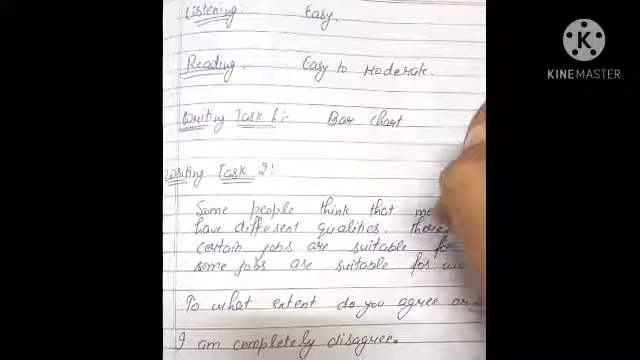 Listening: Easy.
Reading. Easy to Moderate.
Writing Task 1:- Bar chart
Writing Task 2:
Some people think that
have different qualities.
certain jobs are suitable
some jobs are suitable for
To what extent do you agree or
I am completely disagree.
KINEMASTER